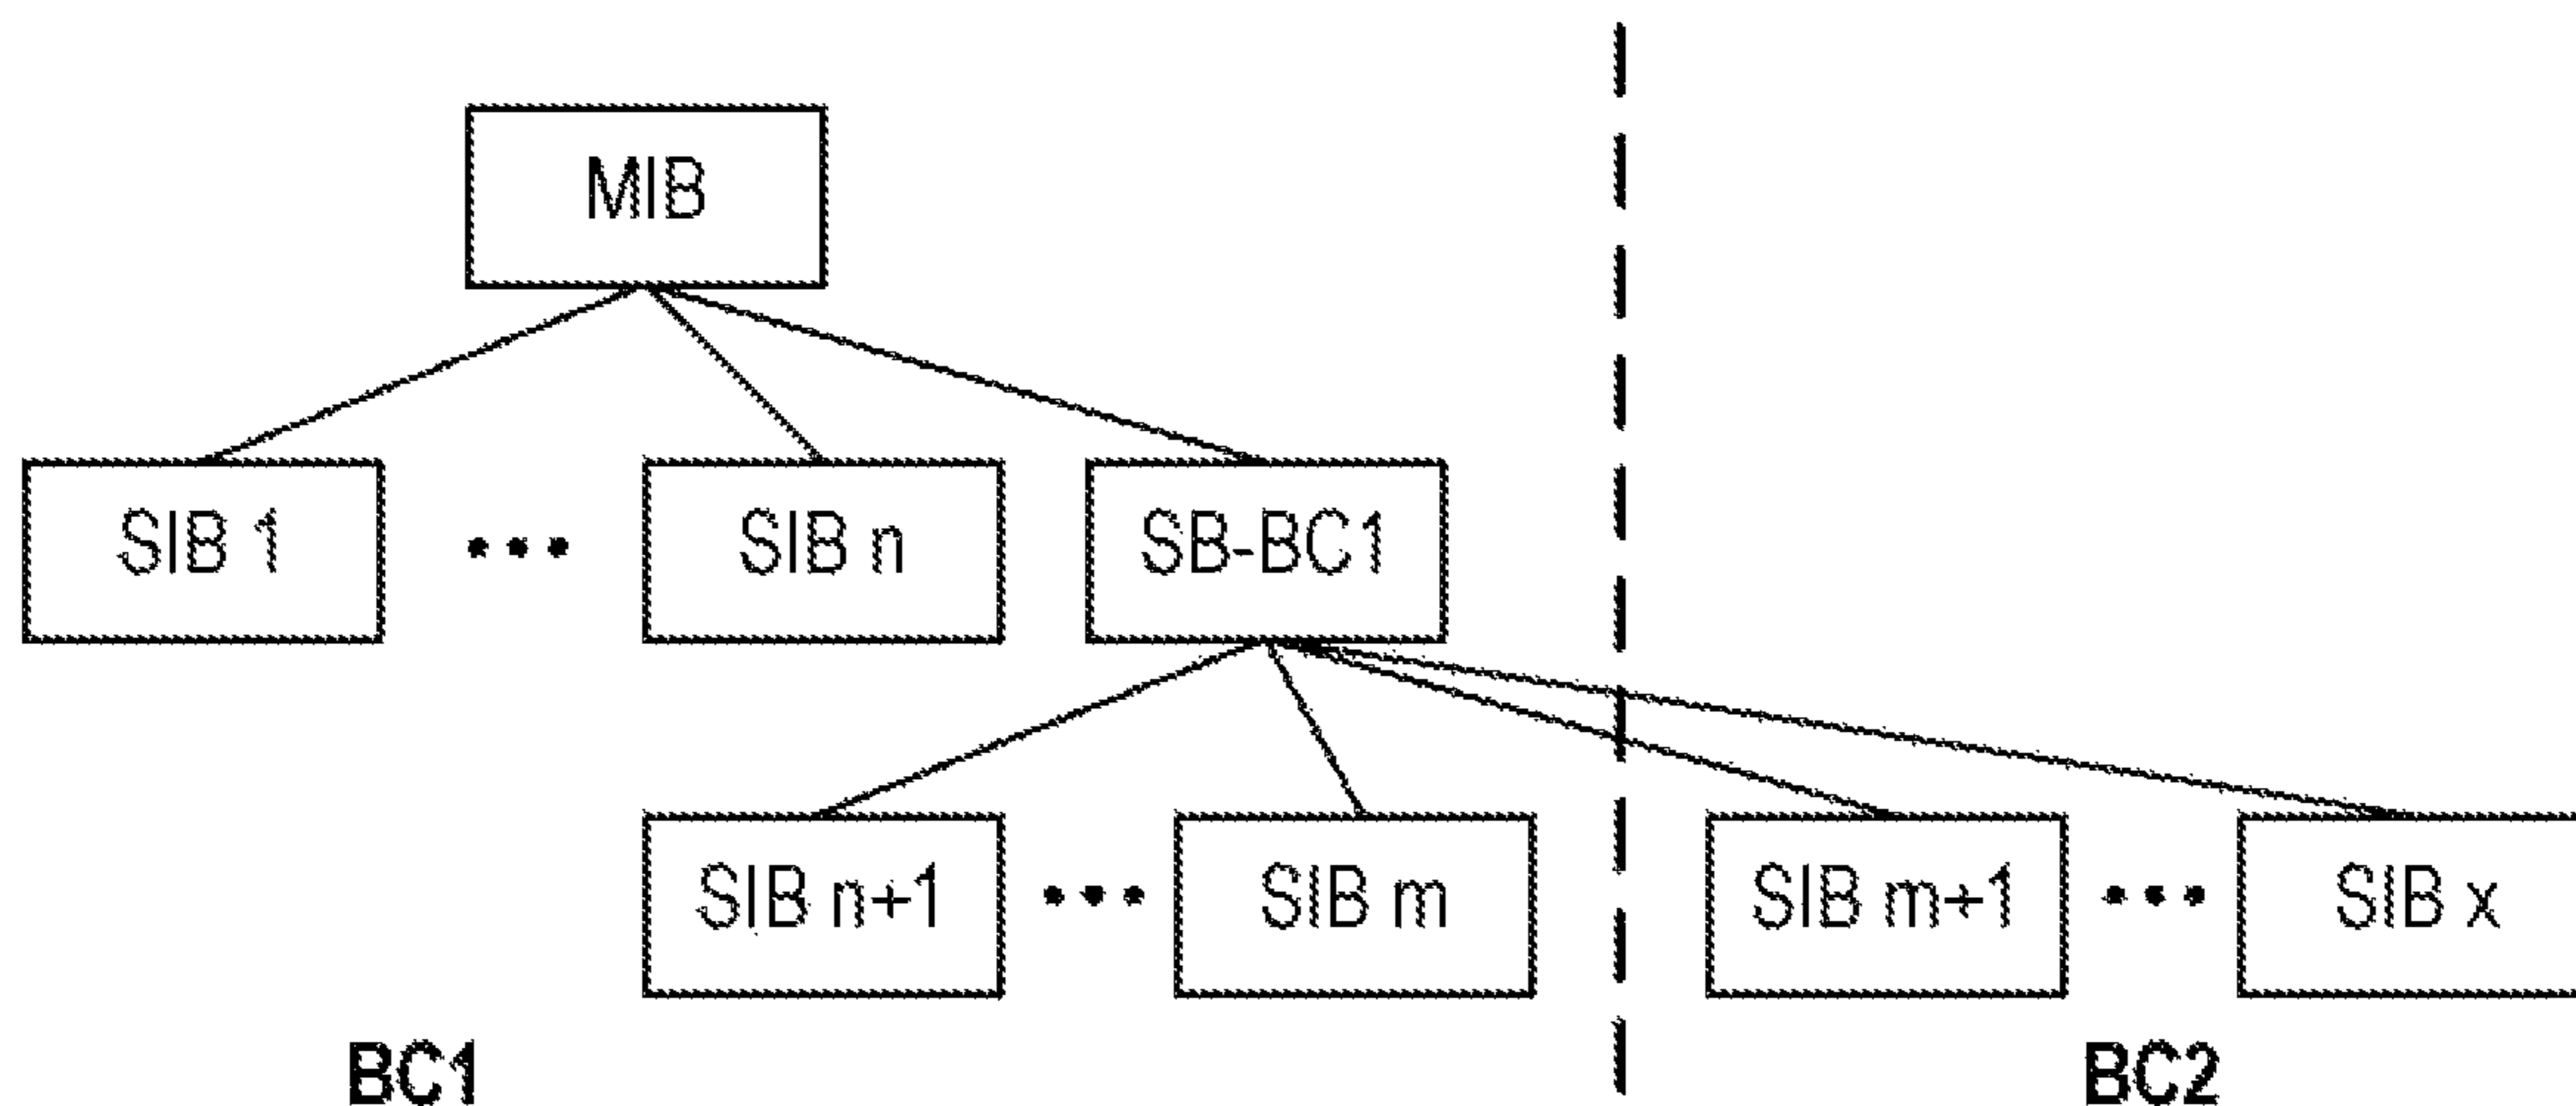 MIB
SIB 1 ••• SIB n SB-BC1
SIB n+1 ••• SIB m SIB m+1 ••• SIB x
BC1 BC2